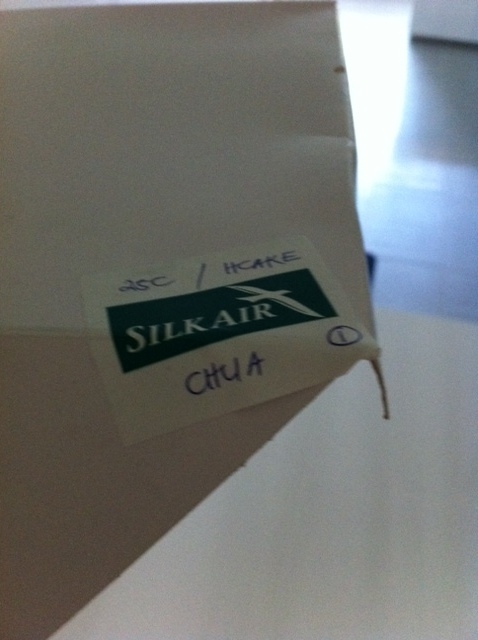 25C / HCAKE
SILKAIR
CHUA
1